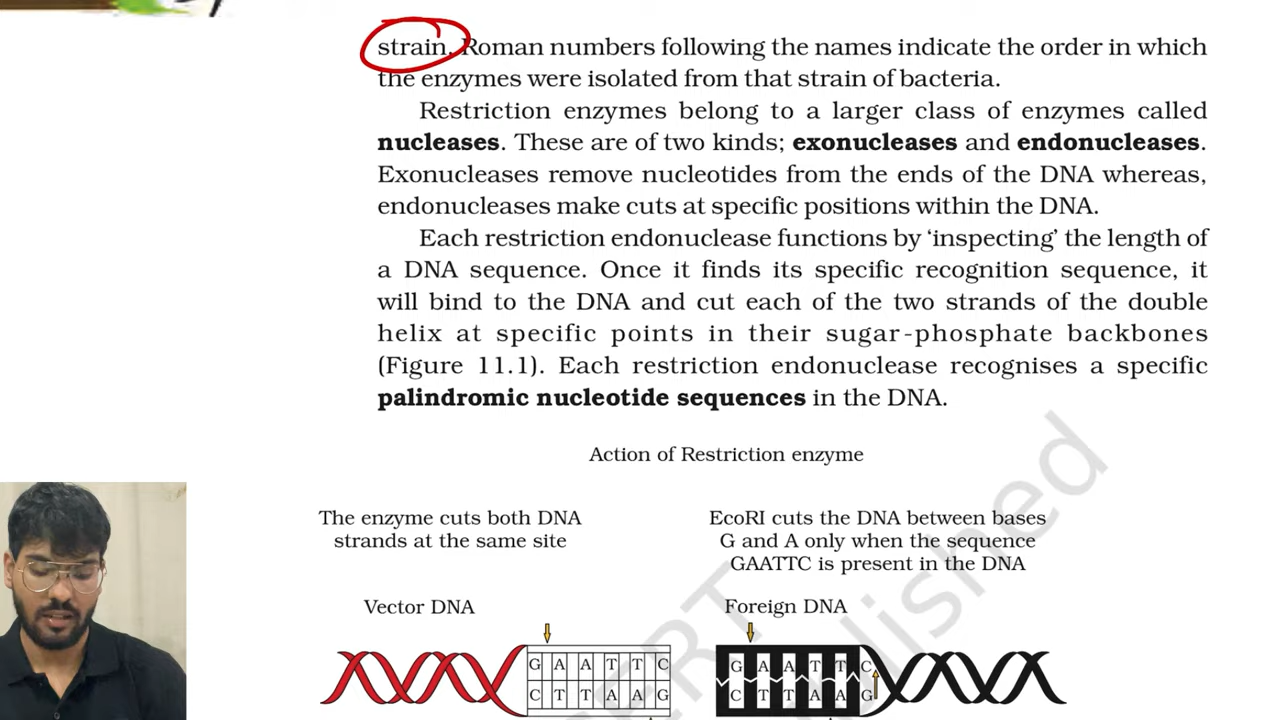 strain. Roman numbers following the names indicate the order in which
the enzymes were isolated from that strain of bacteria.
Restriction enzymes belong to a larger class of enzymes called
nucleases. These are of two kinds; exonucleases and endonucleases.
Exonucleases remove nucleotides from the ends of the DNA whereas,
endonucleases make cuts at specific positions within the DNA.
Each restriction endonuclease functions by ‘inspecting’ the length of
a DNA sequence. Once it finds its specific recognition sequence, it
will bind to the DNA and cut each of the two strands of the double
helix at specific points in their sugar-phosphate backbones
(Figure 11.1). Each restriction endonuclease recognises a specific
palindromic nucleotide sequences in the DNA.
Action of Restriction enzyme
The enzyme cuts both DNA
strands at the same site
EcoRI cuts the DNA between bases
G and A only when the sequence
GAATTC is present in the DNA
Vector DNA
Foreign DNA
G A A T T C
C T T A A G
G A A T T C
C T T A A G